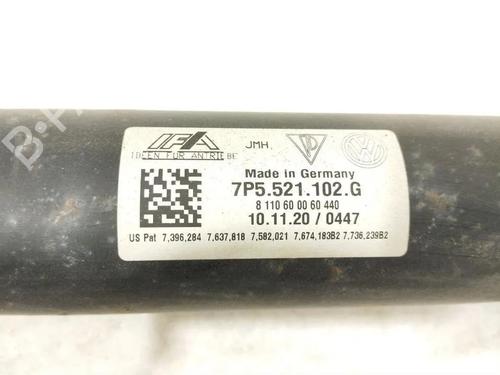 IFA
IDEEN FÜR ANTRIEBE
JMH.
Made in Germany
7P5.521.102.G
8 110 60 00 60 440
10.11.20 / 0447
US Pat 7,396,284 7,637,818 7,582,021 7,674,183B2 7,736,239B2